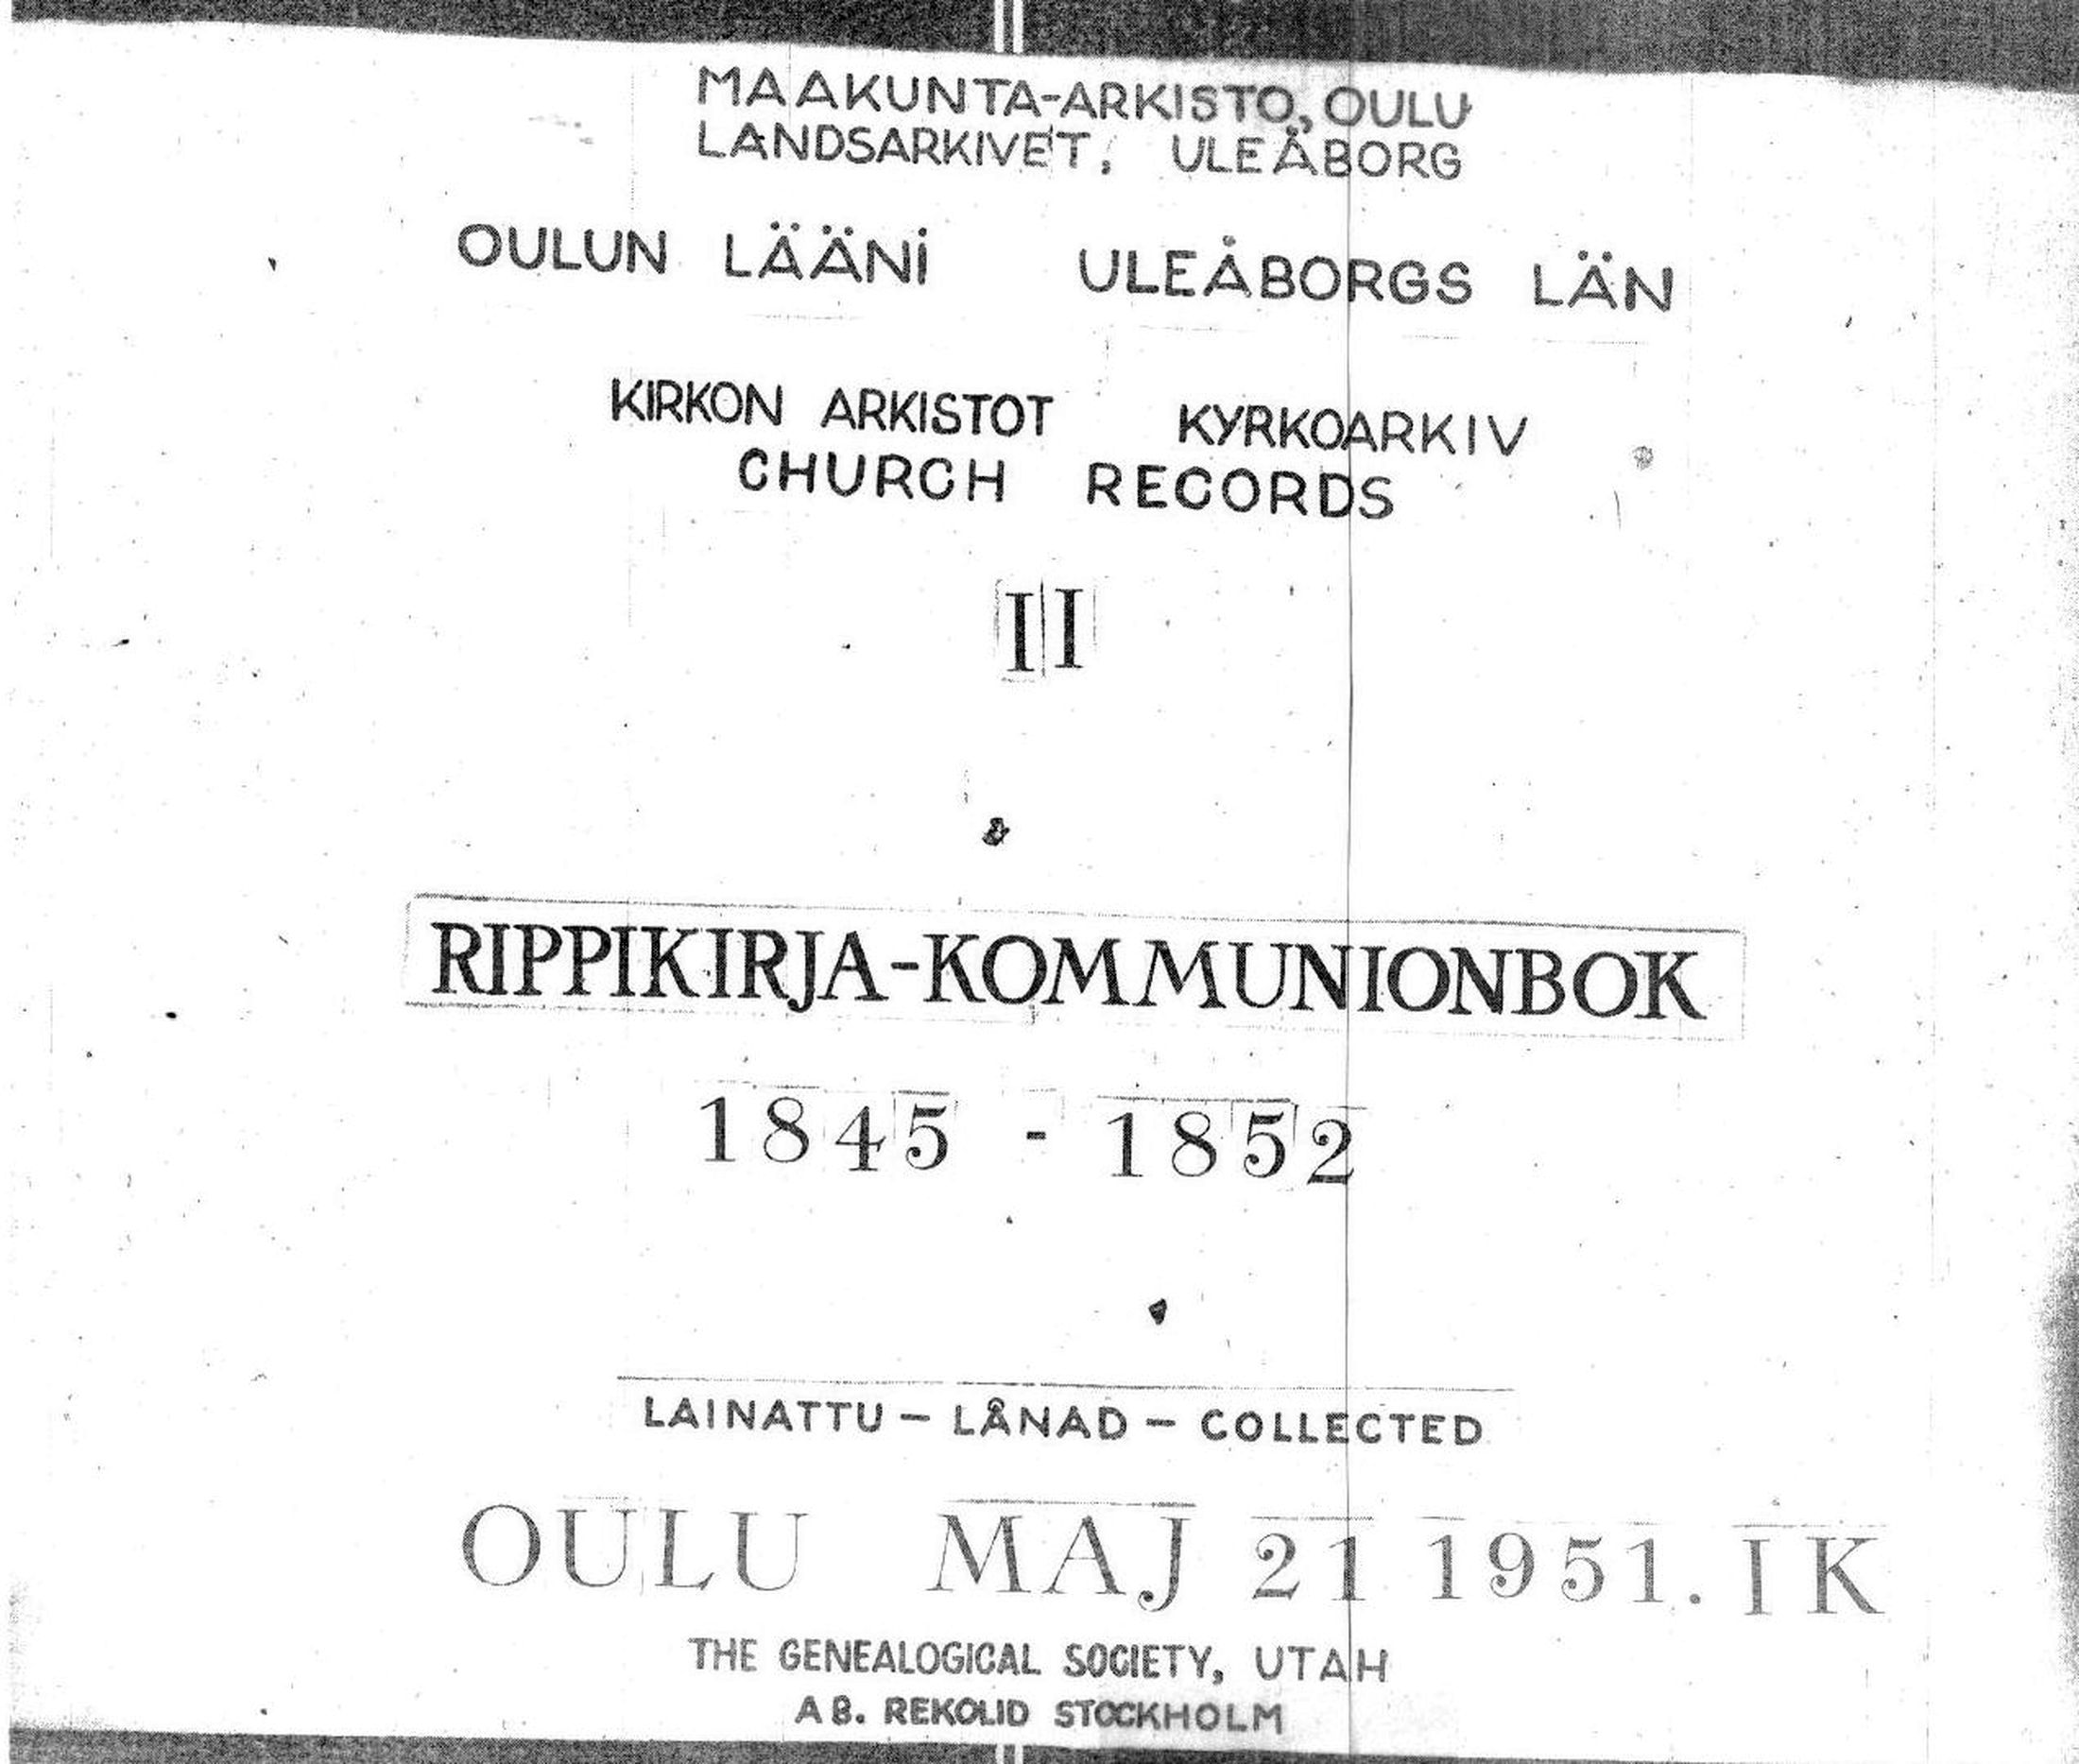 MAAKUNTA-ARKISTO, OULU
LANDSARKIVET, ULEÅBORG
OULUN LÄÄNI ULEÅBORGS LÄN
KIRKON ARKISTOT KYRKOARKIV
CHURCH RECORDS
II
RIPPIKIRJA-KOMMUNIONBOK
1845 - 1852
LAINATTU — LÅNAD — COLLECTED
OULU MAJ 21 1951. IK
THE GENEALOGICAL SOCIETY, UTAH
AB. REKOLID STOCKHOLM